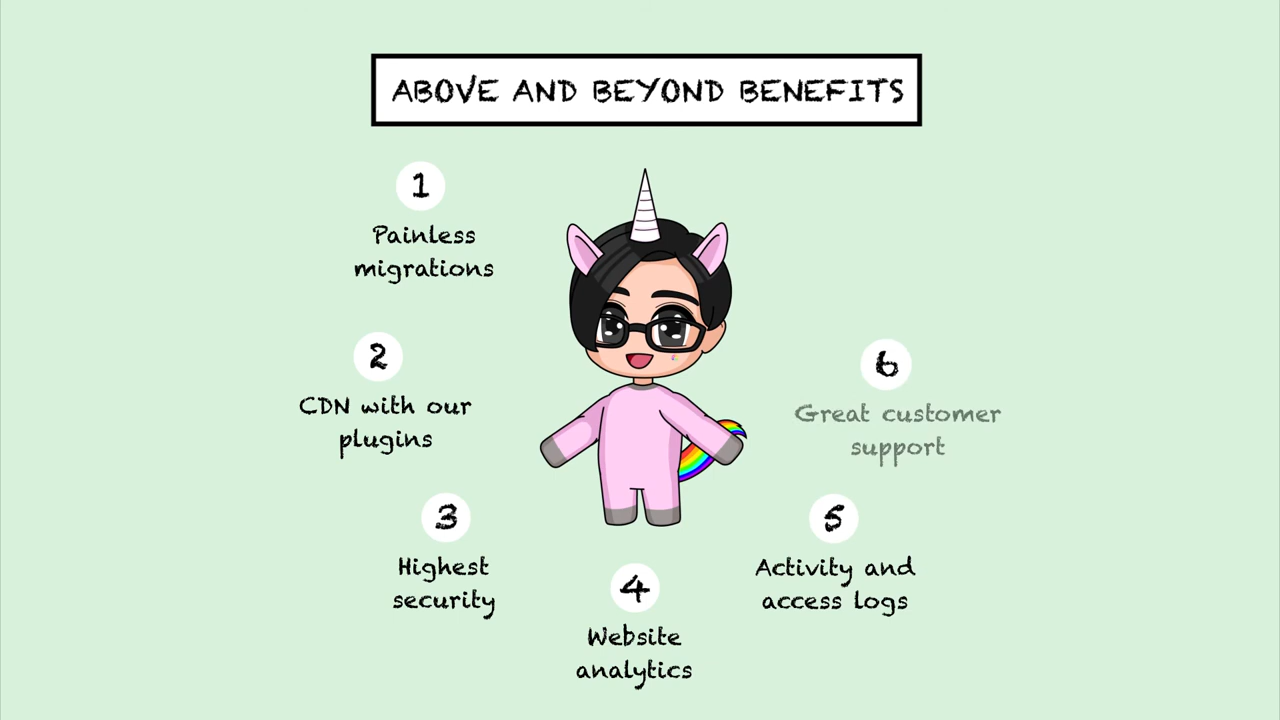 ABOVE AND BEYOND BENEFITS
1
Painless
migrations
2
CDN with our
plugins
3
Highest
security
4
Website
analytics
5
Activity and
access logs
6
Great customer
support